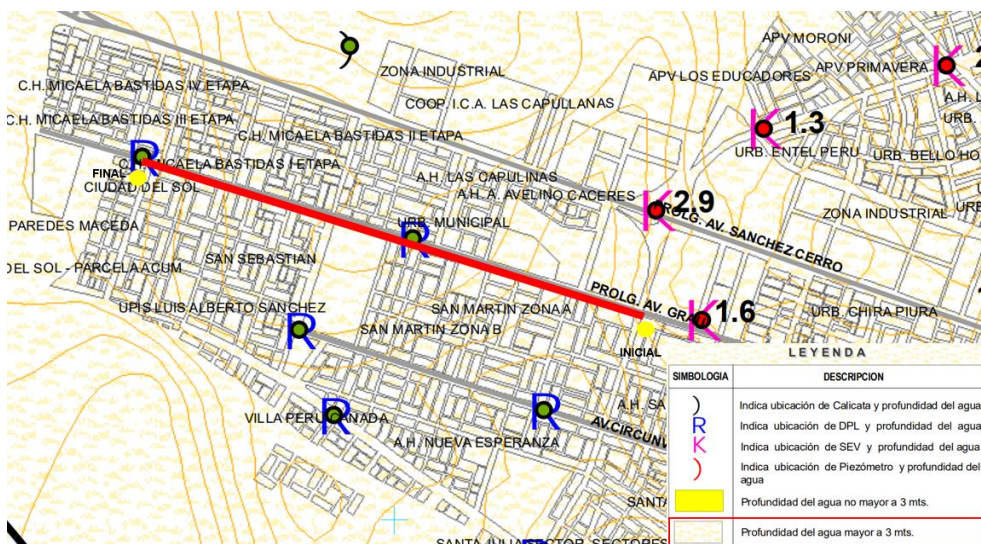 APV MORONI
ZONA INDUSTRIAL
APV LOS EDUCADORES
APV PRIMAVERA
K
C.H. MICAELA BASTIDAS IV ETAPA
COOP. I.C.A. LAS CAPULLANAS
C.H. MICAELA BASTIDAS III ETAPA
C.H. MICAELA BASTIDAS II ETAPA
K 1.3
URB. ENTEL PERU
URB. BELLO HO
R
C.H. MICAELA BASTIDAS I ETAPA
FINAL
CIUDAD DEL SOL
A.H. LAS CAPULINAS
A.H. A. AVELINO CACERES
K 2.9
PROLG. AV. SANCHEZ CERRO
ZONA INDUSTRIAL
PAREDES MACEDA
URB. MUNICIPAL
R
SAN SEBASTIAN
DEL SOL - PARCELA ACUM
UPIS LUIS ALBERTO SANCHEZ
SAN MARTIN ZONA A
PROLG. AV. GRA
K 1.6
URB. CHIRA PIURA
R
SAN MARTIN ZONA B
INICIAL
R
VILLA PERU CANADA
R
A.H. SA
AV.CIRCUNV
A.H. NUEVA ESPERANZA
SANTA
SANTA JULIA SECTOR SECTORES
LEYENDA
SIMBOLOGIA
DESCRIPCION
) Indica ubicación de Calicata y profundidad del agua
R Indica ubicación de DPL y profundidad del agua
K Indica ubicación de SEV y profundidad del agua
) Indica ubicación de Piezómetro y profundidad del
agua
Profundidad del agua no mayor a 3 mts.
Profundidad del agua mayor a 3 mts.